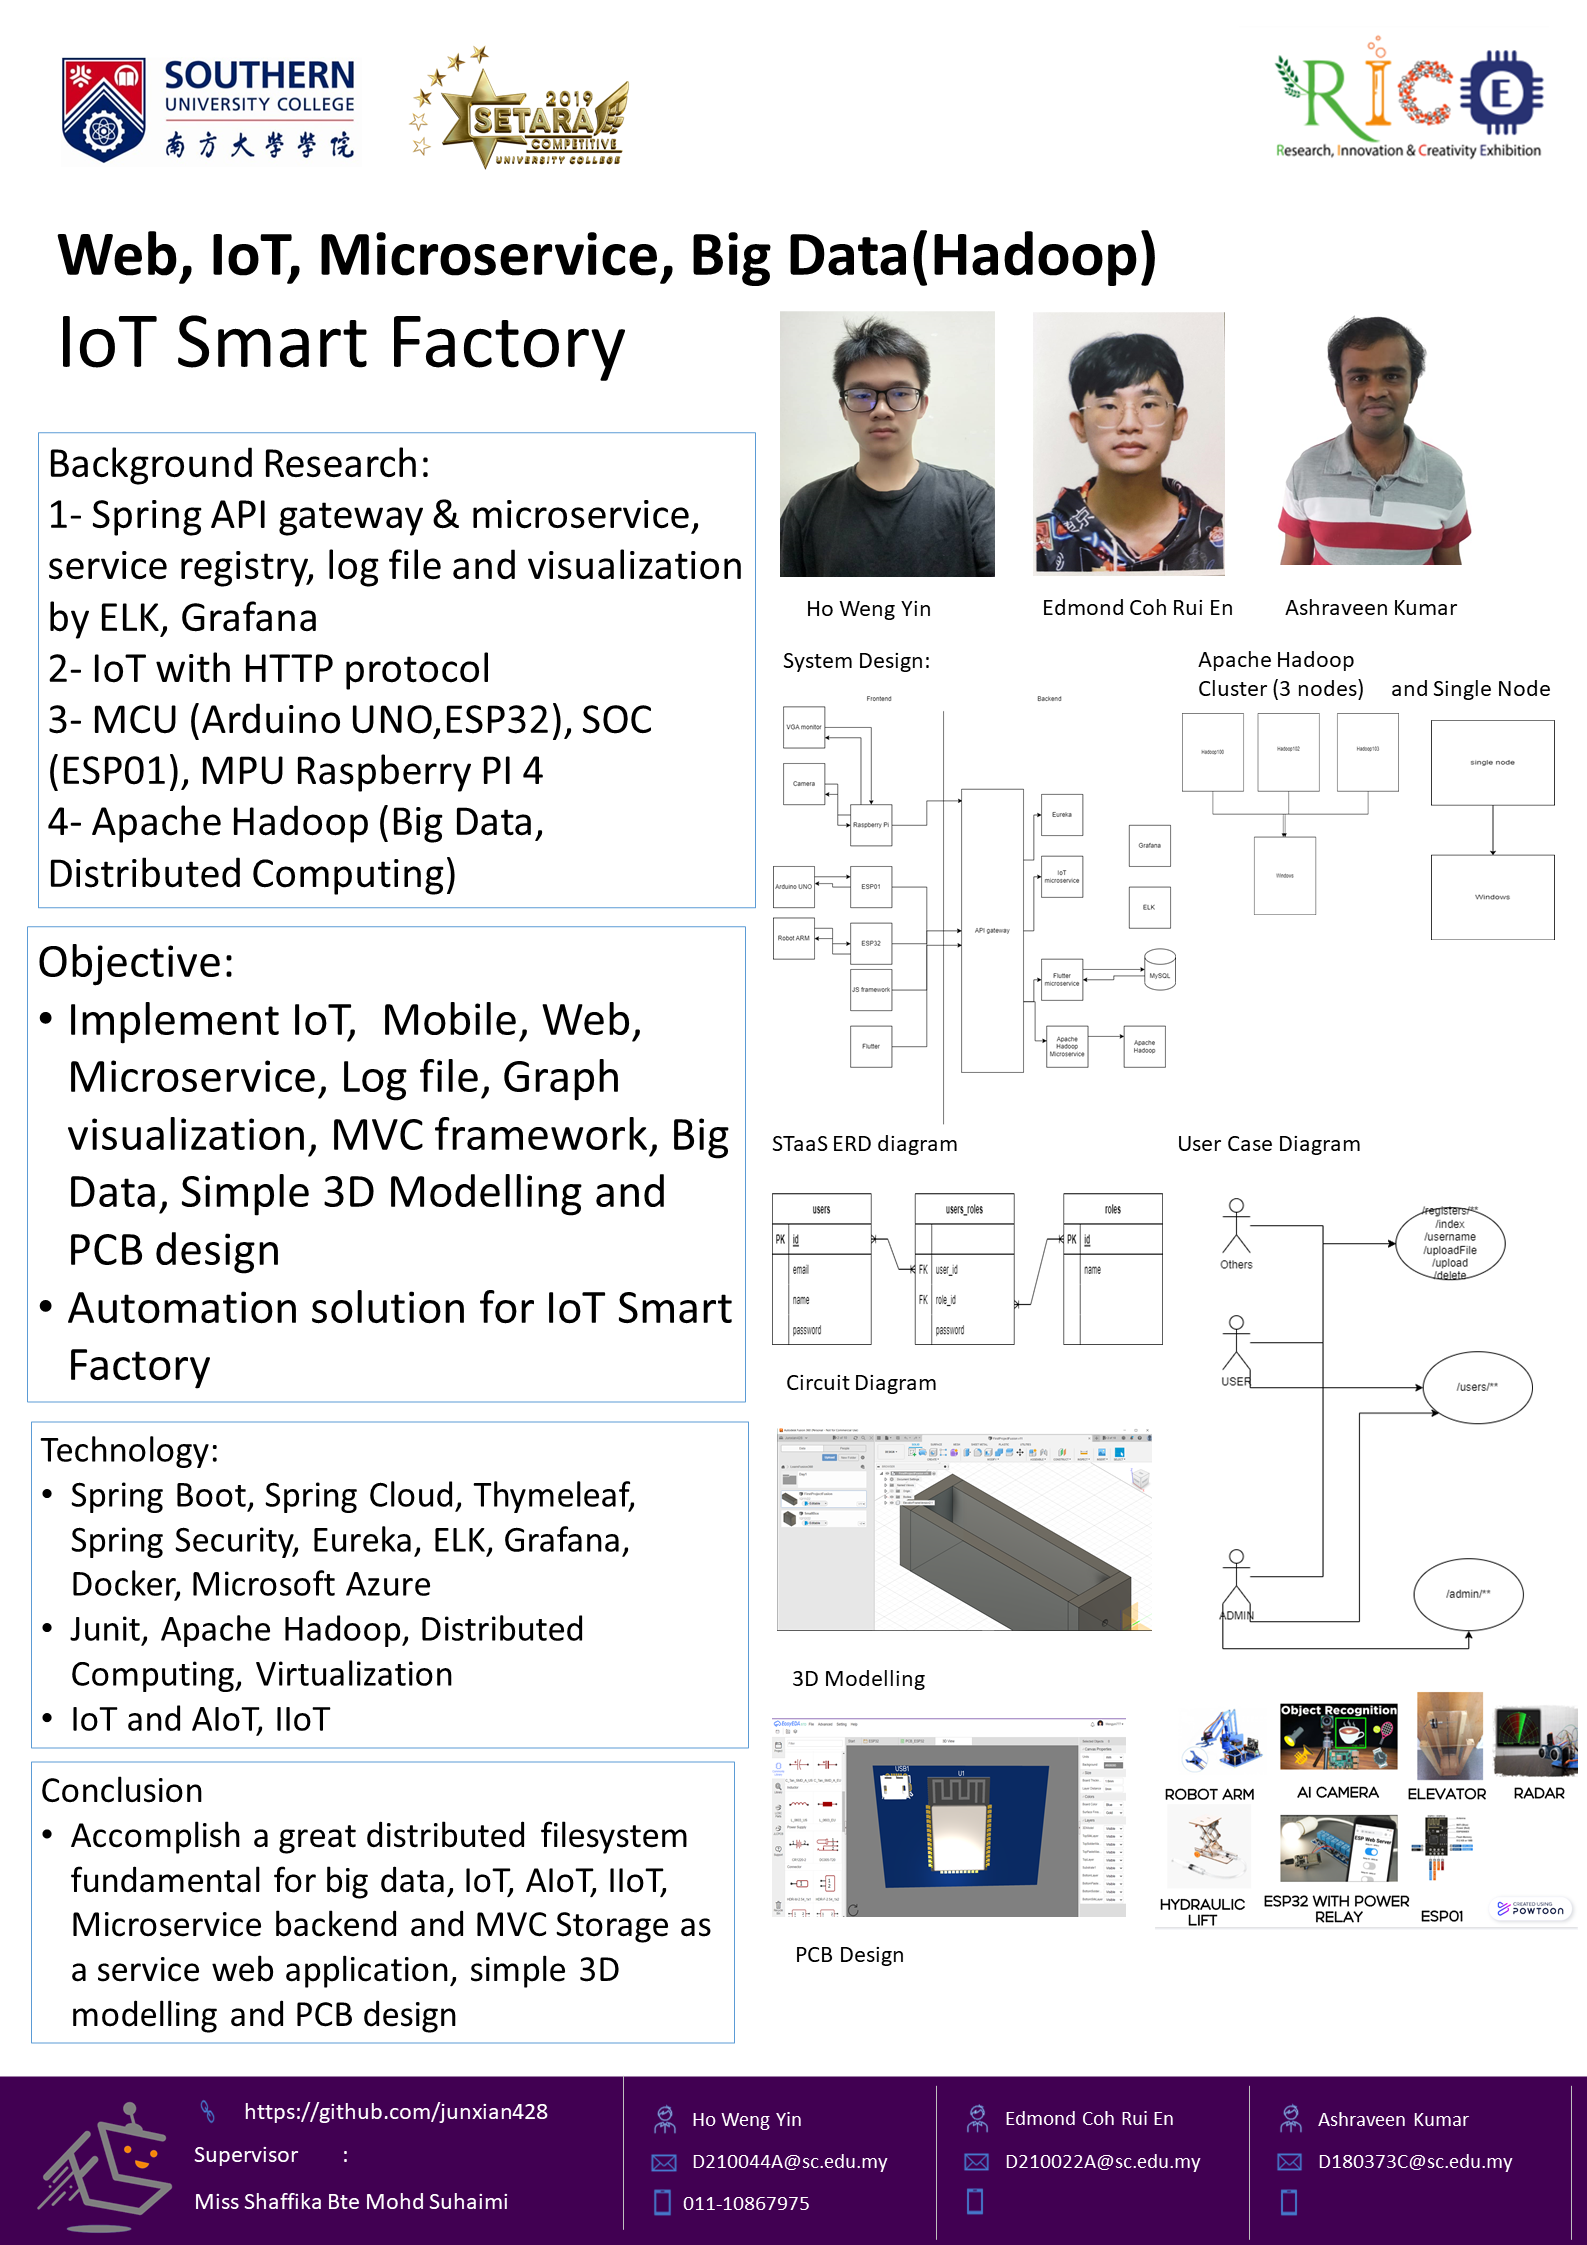 SOUTHERN
UNIVERSITY COLLEGE
南方大學學院
2019
SETARA
COMPETITIVE
UNIVERSITY COLLEGE
RICE
E
Research, Innovation & Creativity Exhibition
Web, IoT, Microservice, Big Data(Hadoop)
IoT Smart Factory
Background Research:
1- Spring API gateway & microservice,
service registry, log file and visualization
by ELK, Grafana
2- IoT with HTTP protocol
3- MCU (Arduino UNO,ESP32), SOC
(ESP01), MPU Raspberry PI 4
4- Apache Hadoop (Big Data,
Distributed Computing)
Objective:
• Implement IoT,  Mobile, Web,
Microservice, Log file, Graph
visualization, MVC framework, Big
Data, Simple 3D Modelling and
PCB design
• Automation solution for IoT Smart
Factory
Technology:
• Spring Boot, Spring Cloud, Thymeleaf,
Spring Security, Eureka, ELK, Grafana,
Docker, Microsoft Azure
• Junit, Apache Hadoop, Distributed
Computing, Virtualization
• IoT and AIoT, IIoT
Conclusion
• Accomplish a great distributed filesystem
fundamental for big data, IoT, AIoT, IIoT,
Microservice backend and MVC Storage as
a service web application, simple 3D
modelling and PCB design
Ho Weng Yin
Edmond Coh Rui En
Ashraveen Kumar
System Design:
Frontend
Backend
VGA monitor
Camera
Raspberry Pi
Arduino UNO
ESP01
Robot ARM
ESP32
JS framework
Flutter
API gateway
Eureka
IoT
microservice
Grafana
ELK
Flutter
microservice
MySQL
Apache
Hadoop
Microservice
Apache
Hadoop
Apache Hadoop
Cluster (3 nodes)
and Single Node
Hadoop100
Hadoop102
Hadoop103
Windows
single node
Windows
STaaS ERD diagram
users
PK id
email
name
password
users_roles
FK user_id
FK role_id
password
roles
PK id
name
User Case Diagram
Others
USER
ADMIN
/registers/**
/index
/username
/uploadFile
/upload
/delete
/users/**
/admin/**
Circuit Diagram
3D Modelling
USB1
U1
PCB Design
ROBOT ARM
Object Recognition
AI CAMERA
ELEVATOR
RADAR
HYDRAULIC
LIFT
ESP Web Server
ESP32 WITH POWER
RELAY
ESP01
CREATED USING
POWTOON
https://github.com/junxian428
Supervisor :
Miss Shaffika Bte Mohd Suhaimi
Ho Weng Yin
D210044A@sc.edu.my
011-10867975
Edmond Coh Rui En
D210022A@sc.edu.my
Ashraveen Kumar
D180373C@sc.edu.my